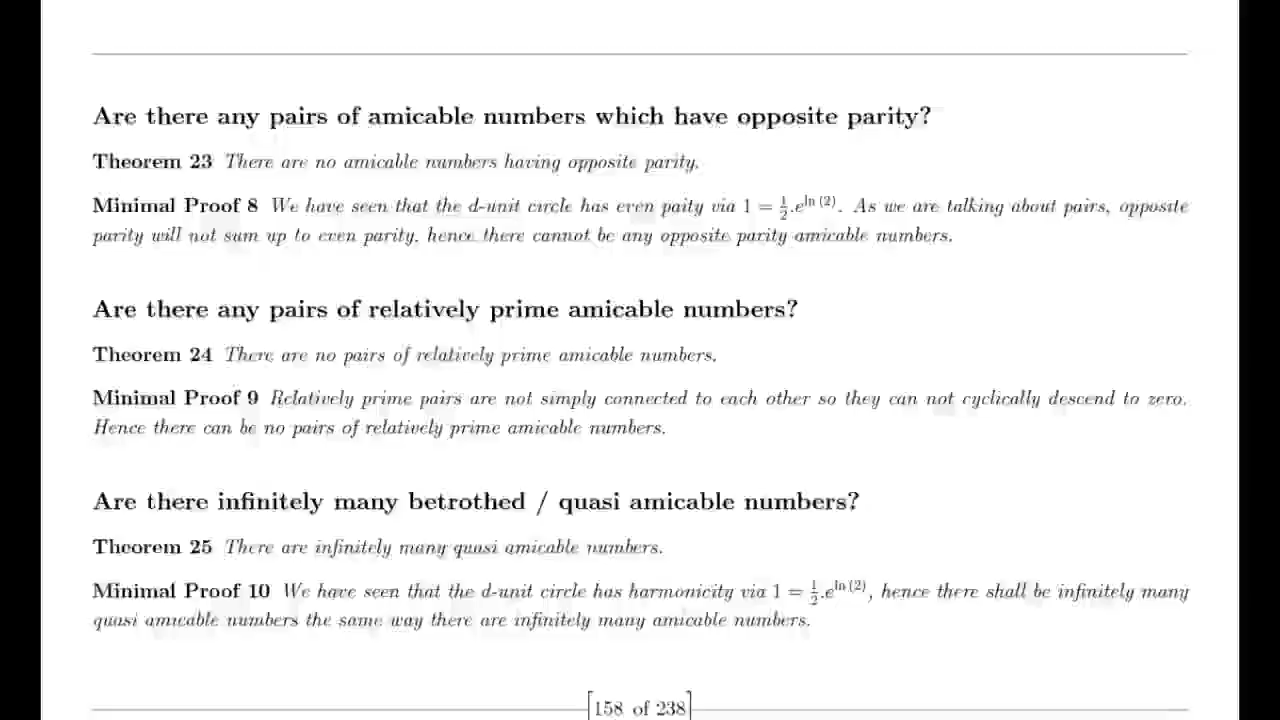 Are there any pairs of amicable numbers which have opposite parity?
Theorem 23 There are no amicable numbers having opposite parity.
Minimal Proof 8 We have seen that the d-unit circle has even paity via 1 = 1/2.e^ln (2). As we are talking about pairs, opposite
parity will not sum up to even parity. hence there cannot be any opposite parity amicable numbers.
Are there any pairs of relatively prime amicable numbers?
Theorem 24 There are no pairs of relatively prime amicable numbers.
Minimal Proof 9 Relatively prime pairs are not simply connected to each other so they can not cyclically descend to zero.
Hence there can be no pairs of relatively prime amicable numbers.
Are there infinitely many betrothed / quasi amicable numbers?
Theorem 25 There are infinitely many quasi amicable numbers.
Minimal Proof 10 We have seen that the d-unit circle has harmonicity via 1 = 1/2.e^ln (2), hence there shall be infinitely many
quasi amicable numbers the same way there are infinitely many amicable numbers.
[158 of 238]